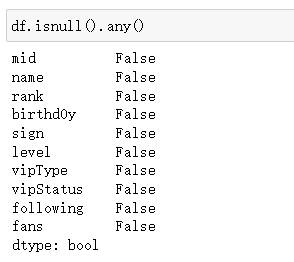 df.isnull().any()
mid False
name False
rank False
birthd0y False
sign False
level False
vipType False
vipStatus False
following False
fans False
dtype: bool